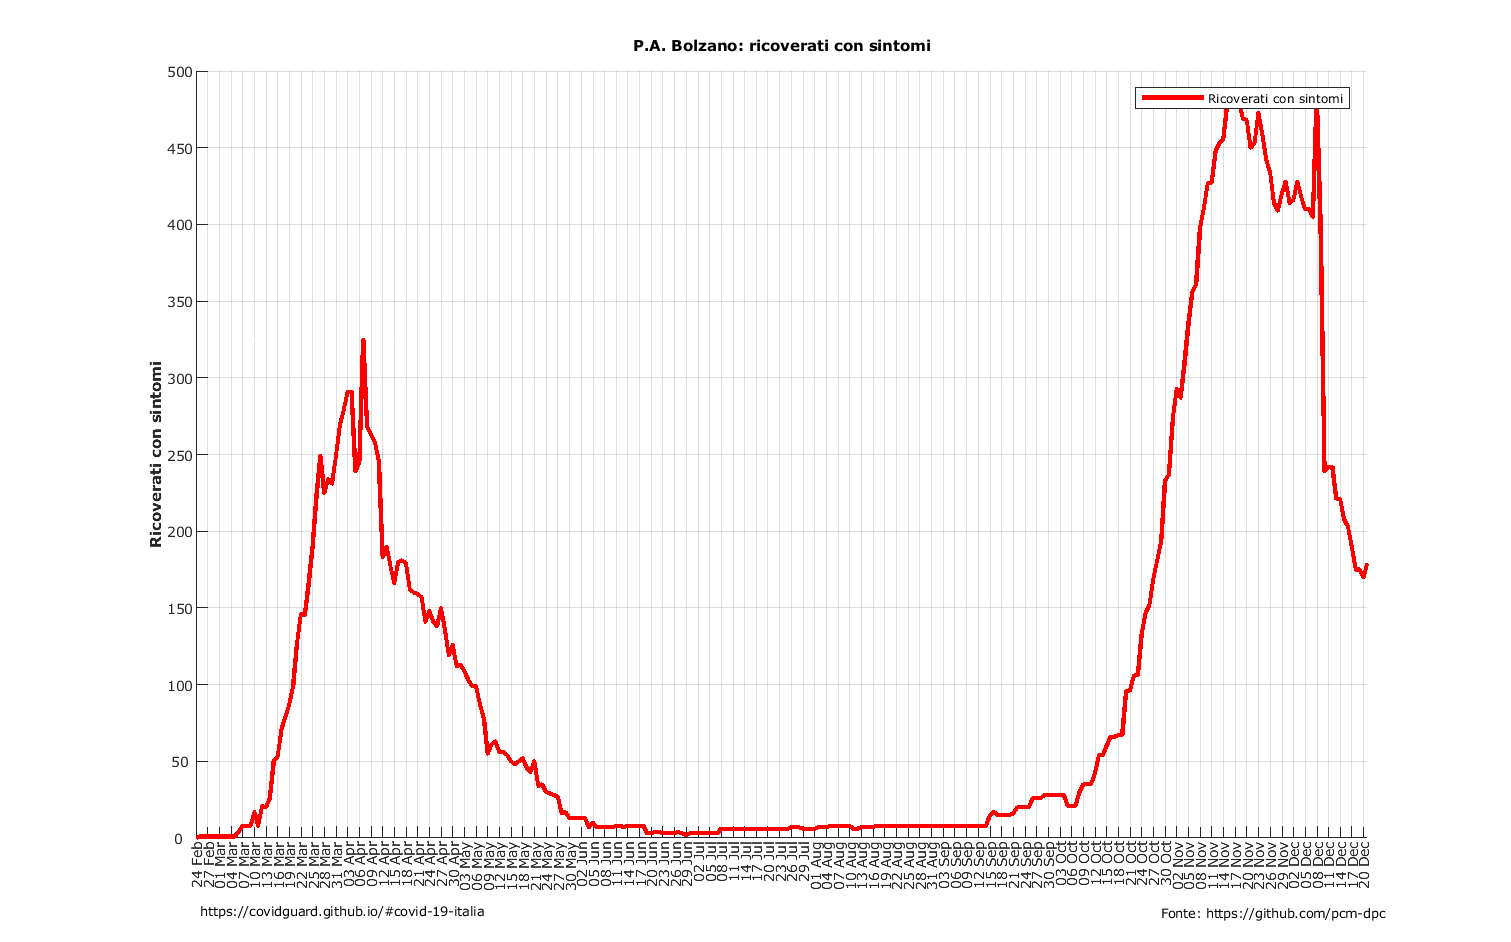 P.A. Bolzano: ricoverati con sintomi
Ricoverati con sintomi
Ricoverati con sintomi
500
450
400
350
300
250
200
150
100
50
0
24 Feb
27 Feb
01 Mar
04 Mar
07 Mar
10 Mar
13 Mar
16 Mar
19 Mar
22 Mar
25 Mar
28 Mar
31 Mar
03 Apr
06 Apr
09 Apr
12 Apr
15 Apr
18 Apr
21 Apr
24 Apr
27 Apr
30 Apr
03 May
06 May
09 May
12 May
15 May
18 May
21 May
24 May
27 May
30 May
02 Jun
05 Jun
08 Jun
11 Jun
14 Jun
17 Jun
20 Jun
23 Jun
26 Jun
29 Jun
02 Jul
05 Jul
08 Jul
11 Jul
14 Jul
17 Jul
20 Jul
23 Jul
26 Jul
29 Jul
01 Aug
04 Aug
07 Aug
10 Aug
13 Aug
16 Aug
19 Aug
22 Aug
25 Aug
28 Aug
31 Aug
03 Sep
06 Sep
09 Sep
12 Sep
15 Sep
18 Sep
21 Sep
24 Sep
27 Sep
30 Sep
03 Oct
06 Oct
09 Oct
12 Oct
15 Oct
18 Oct
21 Oct
24 Oct
27 Oct
30 Oct
02 Nov
05 Nov
08 Nov
11 Nov
14 Nov
17 Nov
20 Nov
23 Nov
26 Nov
29 Nov
02 Dec
05 Dec
08 Dec
11 Dec
14 Dec
17 Dec
20 Dec
https://covidguard.github.io/#covid-19-italia
Fonte: https://github.com/pcm-dpc